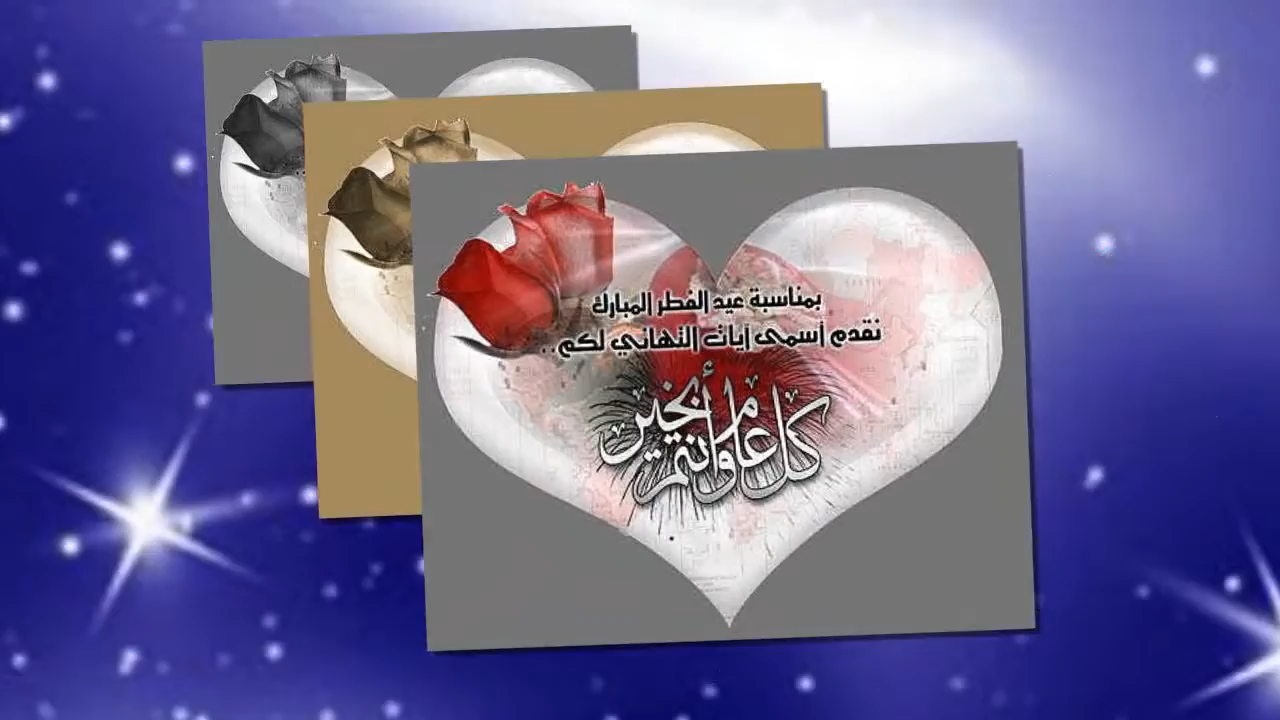 بمناسبة عيد الفطر المبارك
نقدم أسمى آيات التهاني لكم..
كل عام وأنتم بخير